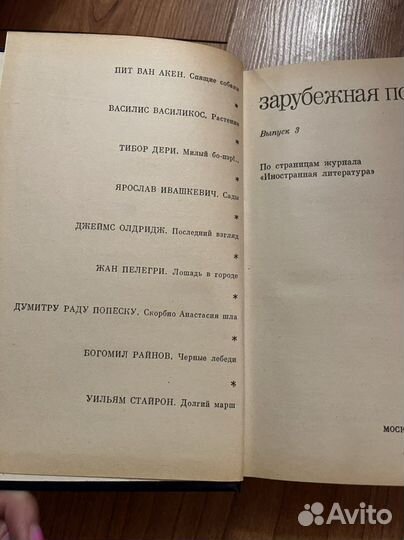 ПИТ ВАН АКЕН. Спящие собаки
*
ВАСИЛИС ВАСИЛИКОС. Растение
*
ТИБОР ДЕРИ. Милый бо-пэр!..
*
ЯРОСЛАВ ИВАШКЕВИЧ. Сады
*
ДЖЕЙМС ОЛДРИДЖ. Последний взгляд
*
ЖАН ПЕЛЕГРИ. Лошадь в городе
*
ДУМИТРУ РАДУ ПОПЕСКУ. Скорбно Анастасия шла
*
БОГОМИЛ РАЙНОВ. Черные лебеди
*
УИЛЬЯМ СТАЙРОН. Долгий марш
зарубежная по
Выпуск 3
По страницам журнала
«Иностранная литература»
МОСК
Avito